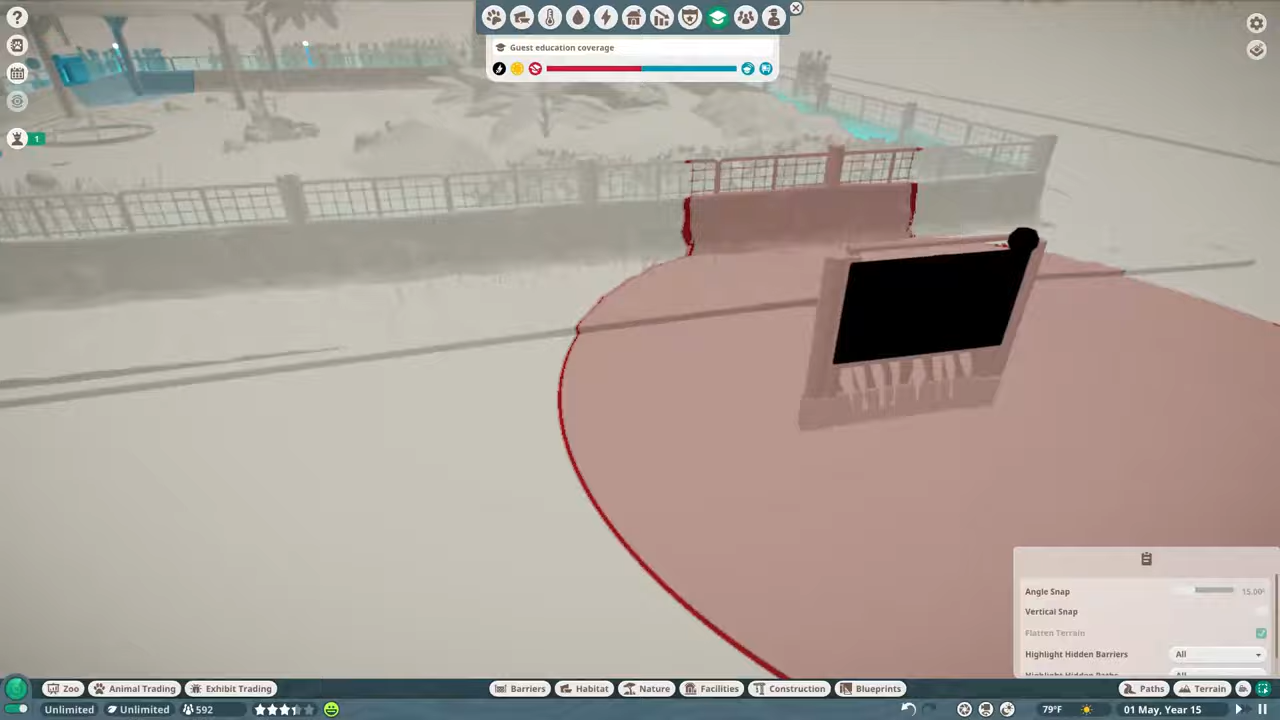 ?
Guest education coverage
1
Angle Snap 15.00°
Vertical Snap
Flatten Terrain
Highlight Hidden Barriers All
Zoo Animal Trading Exhibit Trading Barriers Habitat Nature Facilities Construction Blueprints Paths Terrain
Unlimited Unlimited 592 79°F 01 May, Year 15